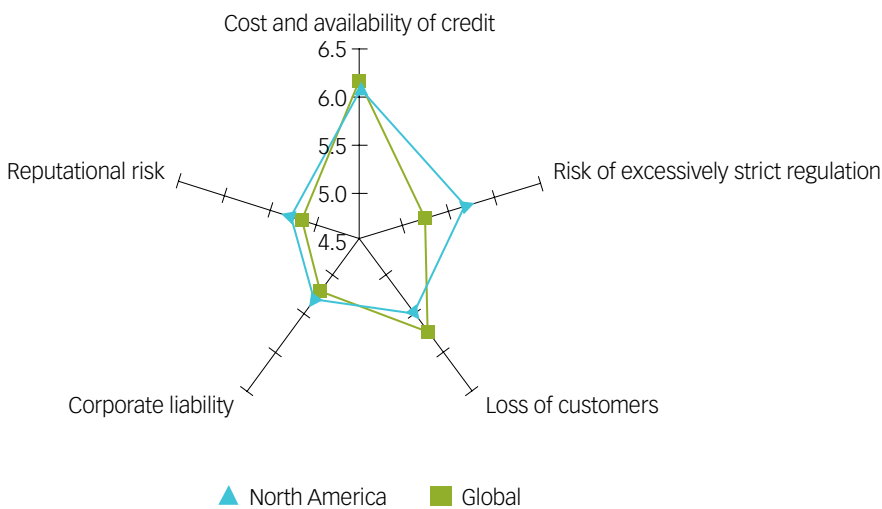 Cost and availability of credit
6.5
6.0
5.5
5.0
4.5
Reputational risk
Risk of excessively strict regulation
Corporate liability
Loss of customers
North America
Global